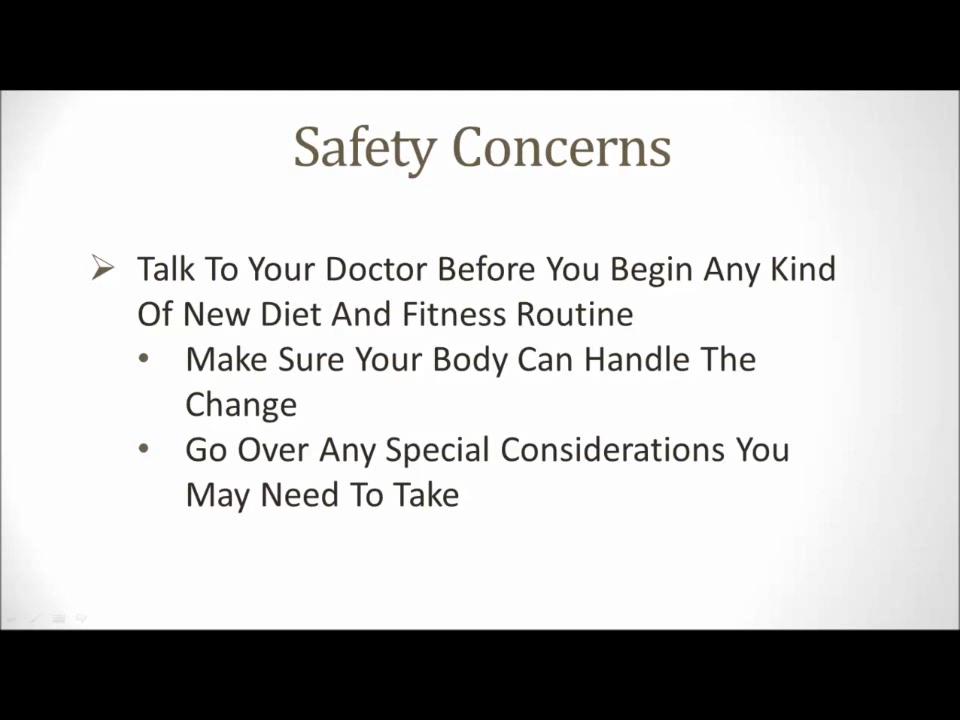 Safety Concerns
Talk To Your Doctor Before You Begin Any Kind
Of New Diet And Fitness Routine
Make Sure Your Body Can Handle The
Change
Go Over Any Special Considerations You
May Need To Take